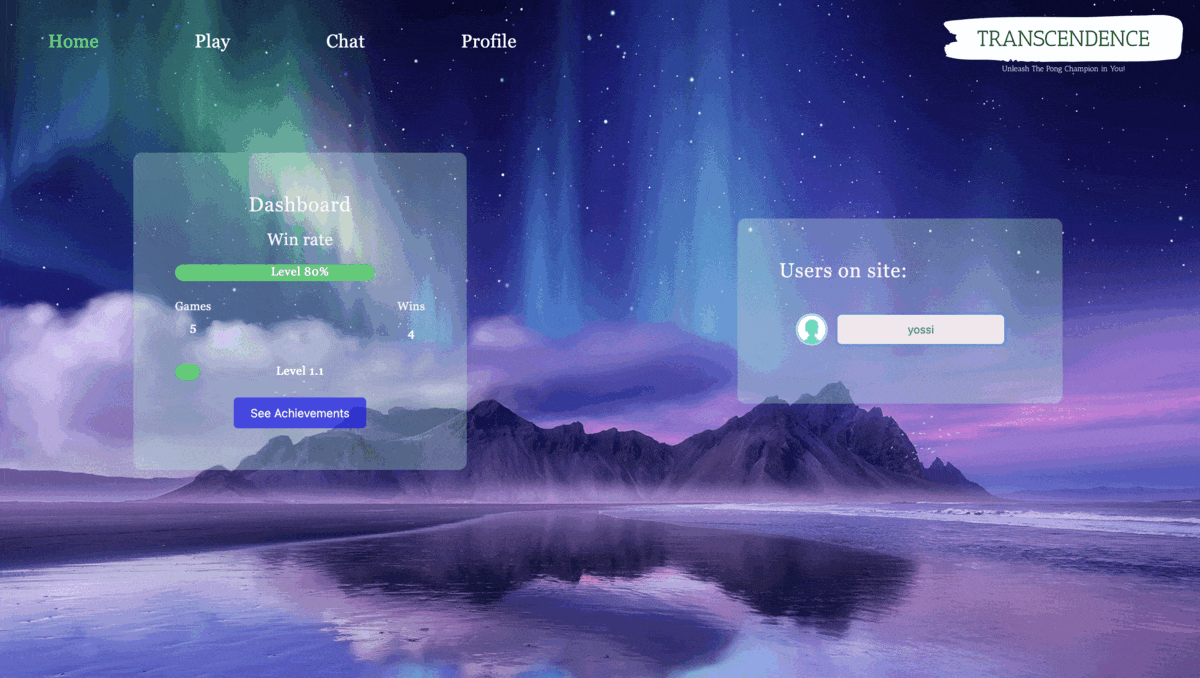 Home Play Chat Profile
TRANSCENDENCE
Unleash The Pong Champion in You!
Dashboard
Win rate
Level 80%
Games Wins
5 4
Level 1.1
See Achievements
Users on site:
yossi